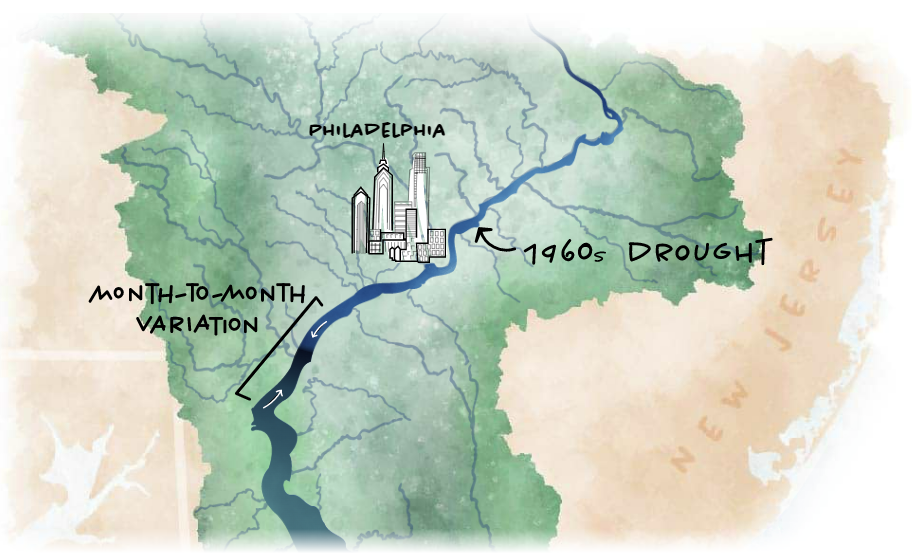 PHILADELPHIA
1960s DROUGHT
MONTH-TO-MONTH
VARIATION
NEW JERSEY